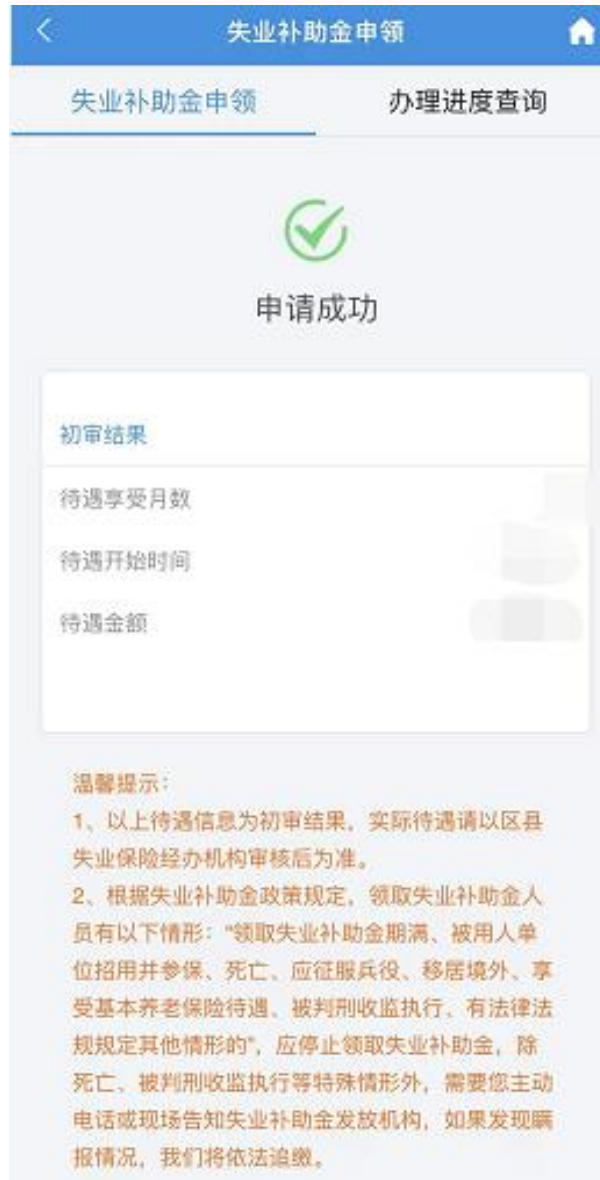 失业补助金申领
失业补助金申领 办理进度查询
申请成功
初审结果
待遇享受月数
待遇开始时间
待遇金额
温馨提示：
1、以上待遇信息为初审结果，实际待遇请以区县
失业保险经办机构审核后为准。
2、根据失业补助金政策规定，领取失业补助金人
员有以下情形：“领取失业补助金期满、被用人单
位招用并参保、死亡、应征服兵役、移居境外、享
受基本养老保险待遇、被判刑收监执行、有法律法
规规定其他情形的”，应停止领取失业补助金，除
死亡、被判刑收监执行等特殊情形外，需要您主动
电话或现场告知失业补助金发放机构，如果发现瞒
报情况，我们将依法追缴。